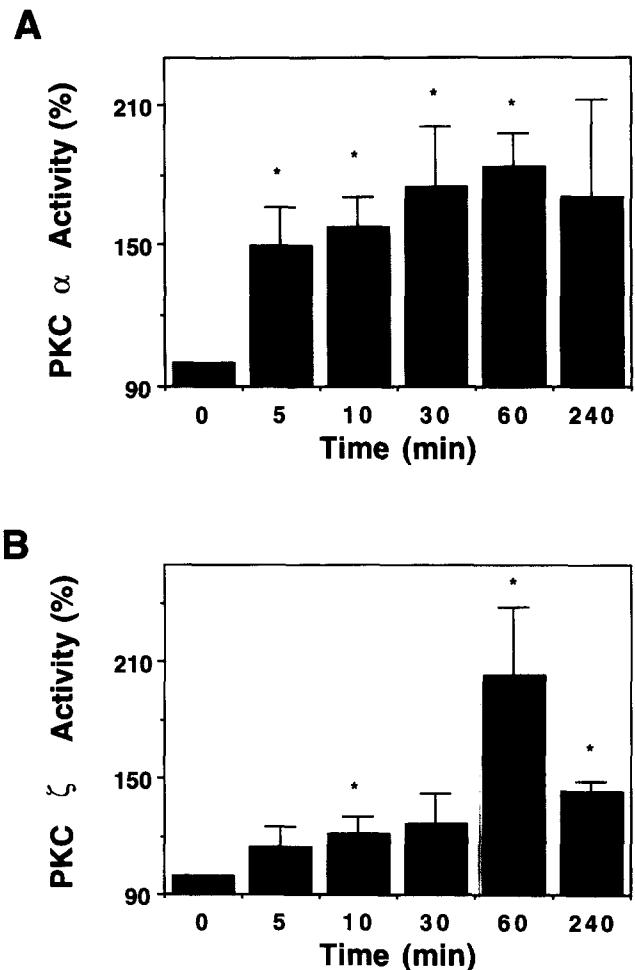 A
PKC α Activity (%)
210
150
90
* * * *
0 5 10 30 60 240
Time (min)
B
PKC ζ Activity (%)
210
150
90
* * *
0 5 10 30 60 240
Time (min)